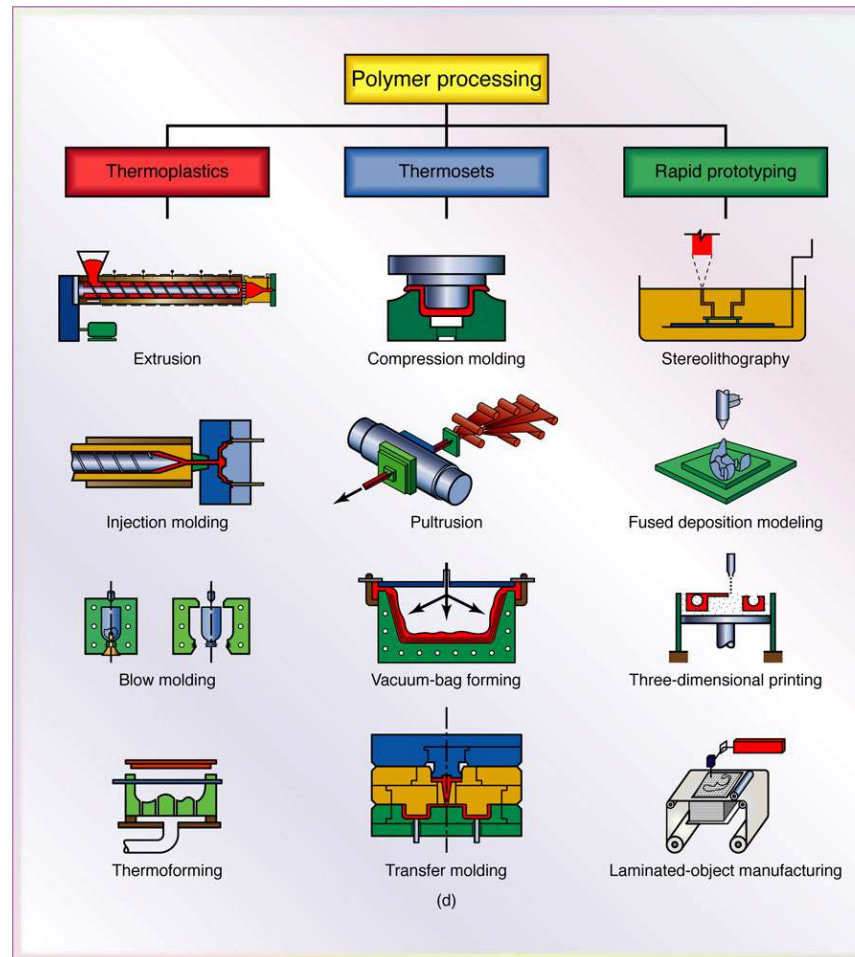 Polymer processing
Thermoplastics
Thermosets
Rapid prototyping
Extrusion
Compression molding
Stereolithography
Injection molding
Pultrusion
Fused deposition modeling
Blow molding
Vacuum-bag forming
Three-dimensional printing
Thermoforming
Transfer molding
Laminated-object manufacturing
(d)